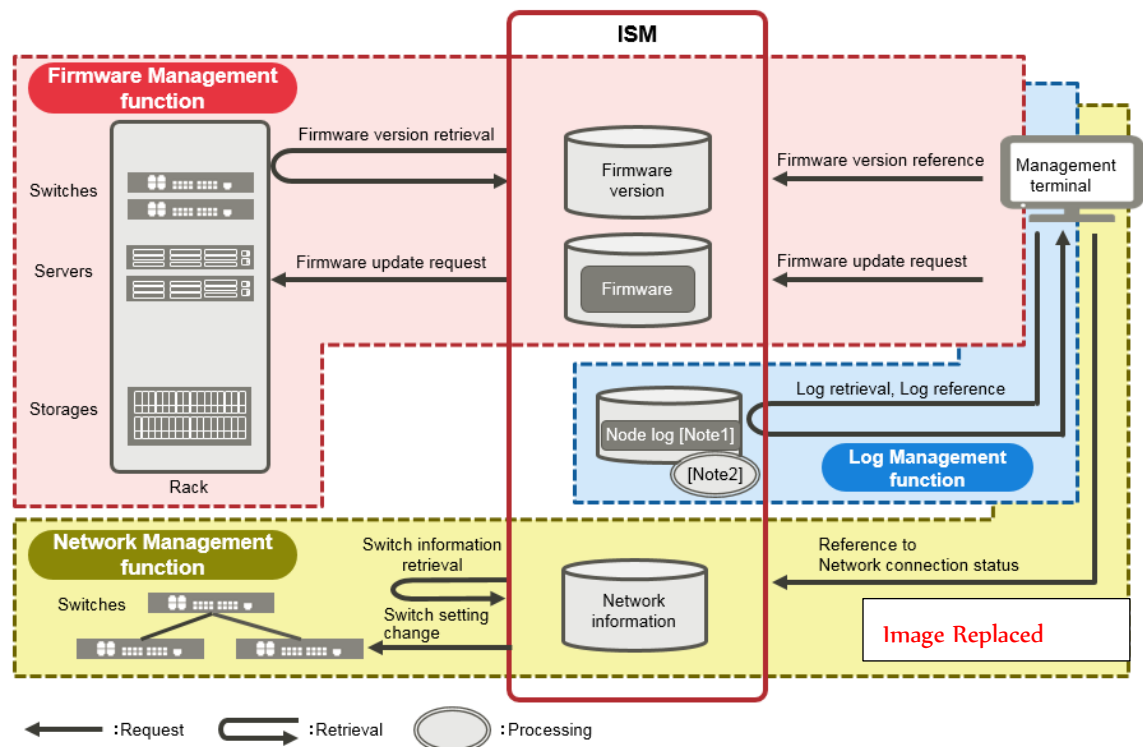 ISM
Firmware Management
function
Firmware version retrieval
Firmware
version
Firmware version reference
Management
terminal
Switches
Servers
Firmware update request
Firmware
Firmware update request
Storages
Log retrieval, Log reference
Node log [Note1]
[Note2]
Log Management
function
Rack
Network Management
function
Switch information
retrieval
Reference to
Network connection status
Switches
Network
information
Switch setting
change
Image Replaced
:Request
:Retrieval
:Processing